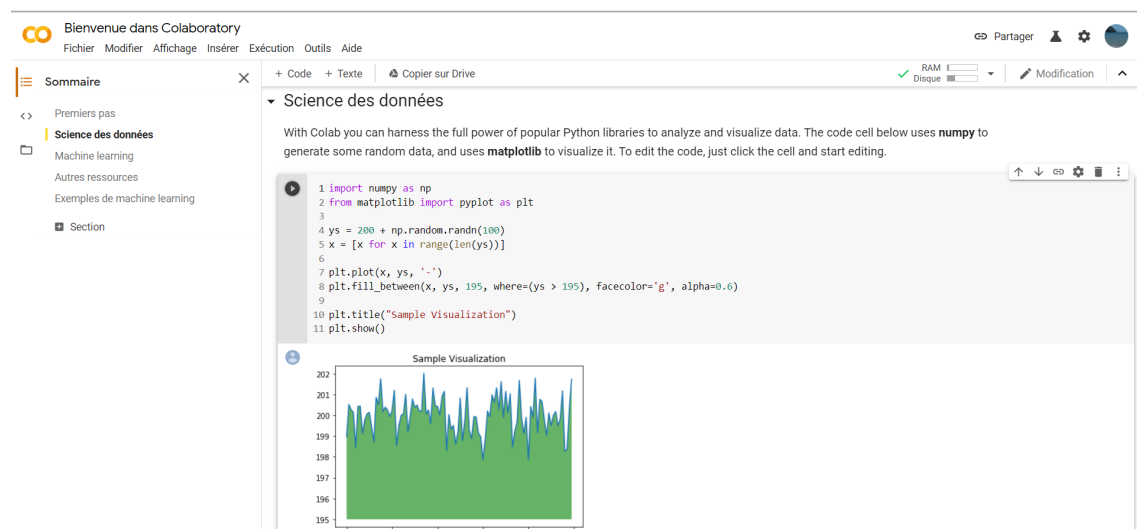 Bienvenue dans Colaboratory
Fichier Modifier Affichage Insérer Exécution Outils Aide
Partager
Sommaire
Premiers pas
Science des données
Machine learning
Autres ressources
Exemples de machine learning
Section
+ Code + Texte Copier sur Drive
RAM
Disque
Modification
Science des données
With Colab you can harness the full power of popular Python libraries to analyze and visualize data. The code cell below uses numpy to
generate some random data, and uses matplotlib to visualize it. To edit the code, just click the cell and start editing.
1 import numpy as np
2 from matplotlib import pyplot as plt
3
4 ys = 200 + np.random.randn(100)
5 x = [x for x in range(len(ys))]
6
7 plt.plot(x, ys, '-')
8 plt.fill_between(x, ys, 195, where=(ys > 195), facecolor='g', alpha=0.6)
9
10 plt.title("Sample Visualization")
11 plt.show()
Sample Visualization
202
201
200
199
198
197
196
195